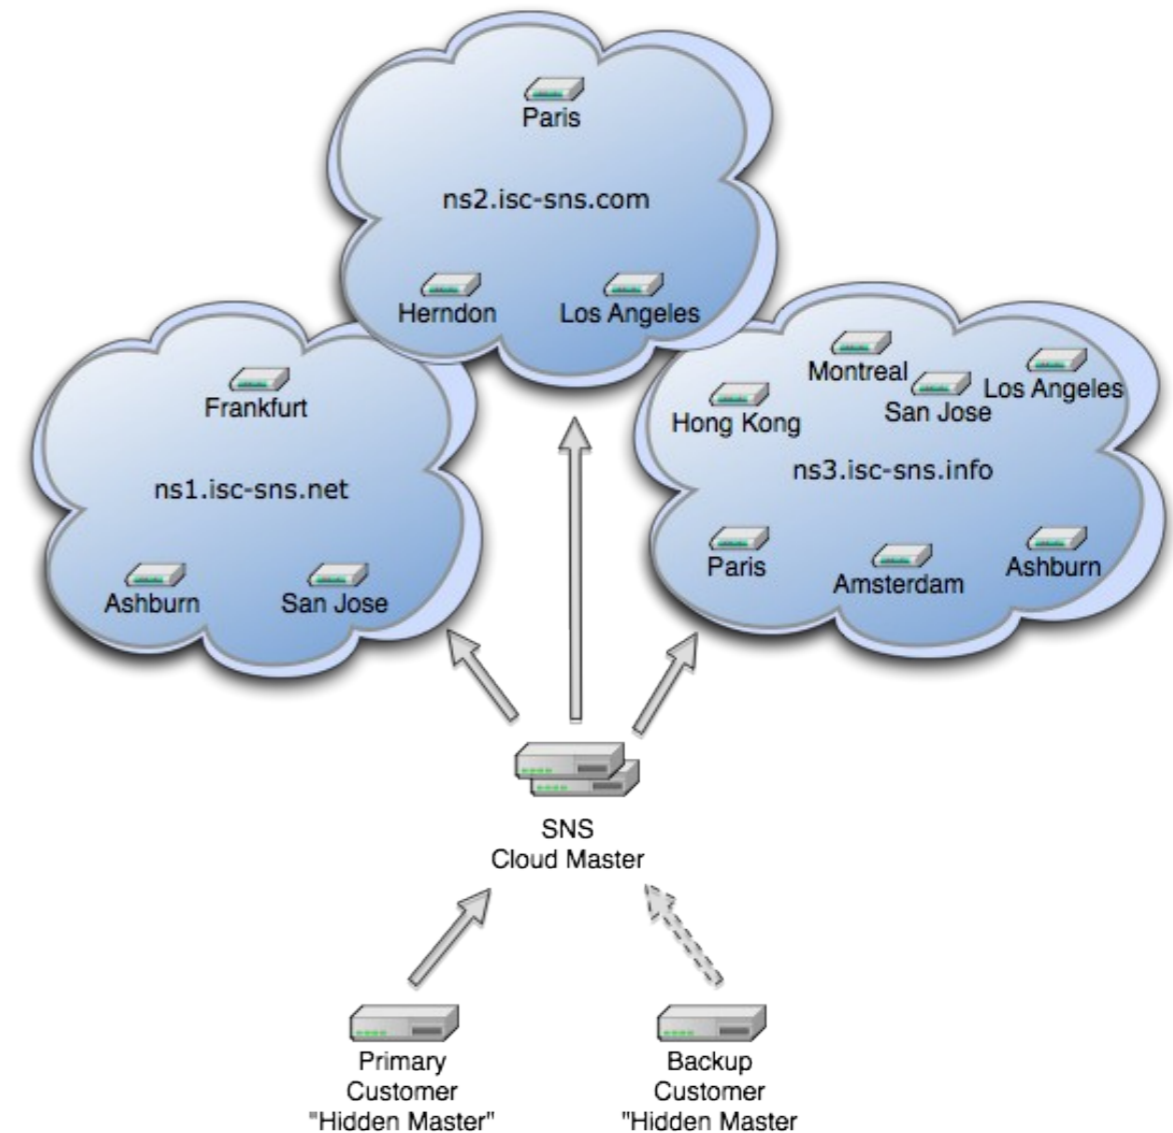 Paris
ns2.isc-sns.com
Herndon
Los Angeles
Frankfurt
ns1.isc-sns.net
Ashburn
San Jose
Montreal
Los Angeles
San Jose
Hong Kong
ns3.isc-sns.info
Paris
Amsterdam
Ashburn
SNS
Cloud Master
Primary
Customer
"Hidden Master"
Backup
Customer
"Hidden Master